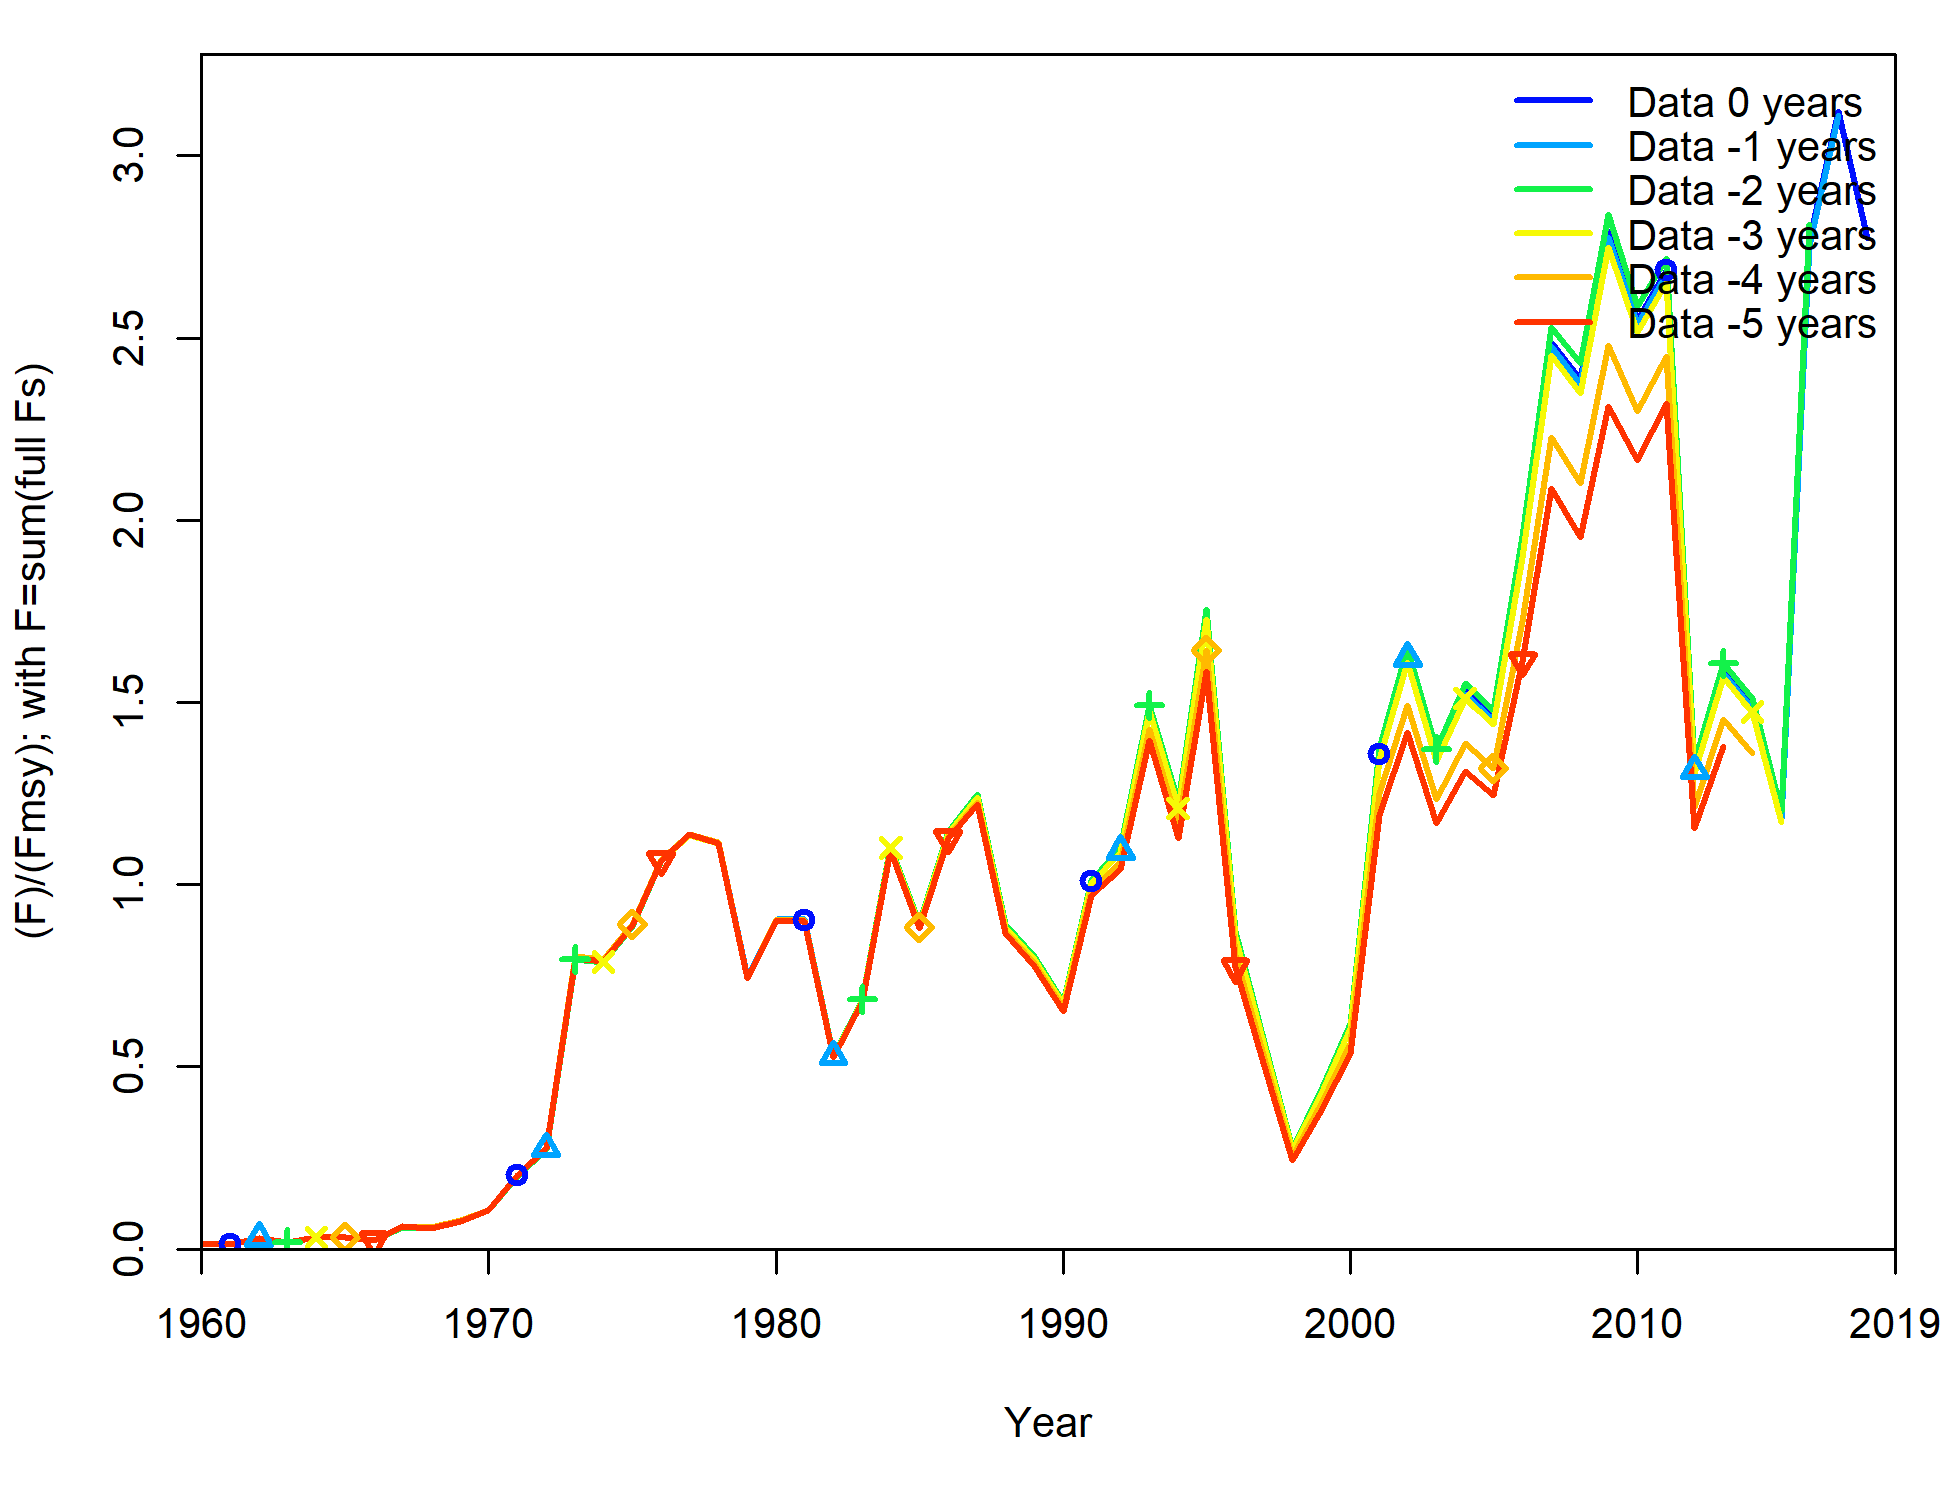 (F)/(Fmsy); with F=sum(full Fs)
3.0
2.5
2.0
1.5
1.0
0.5
0.0
Data 0 years
Data -1 years
Data -2 years
Data -3 years
Data -4 years
Data -5 years
1960 1970 1980 1990 2000 2010 2019
Year